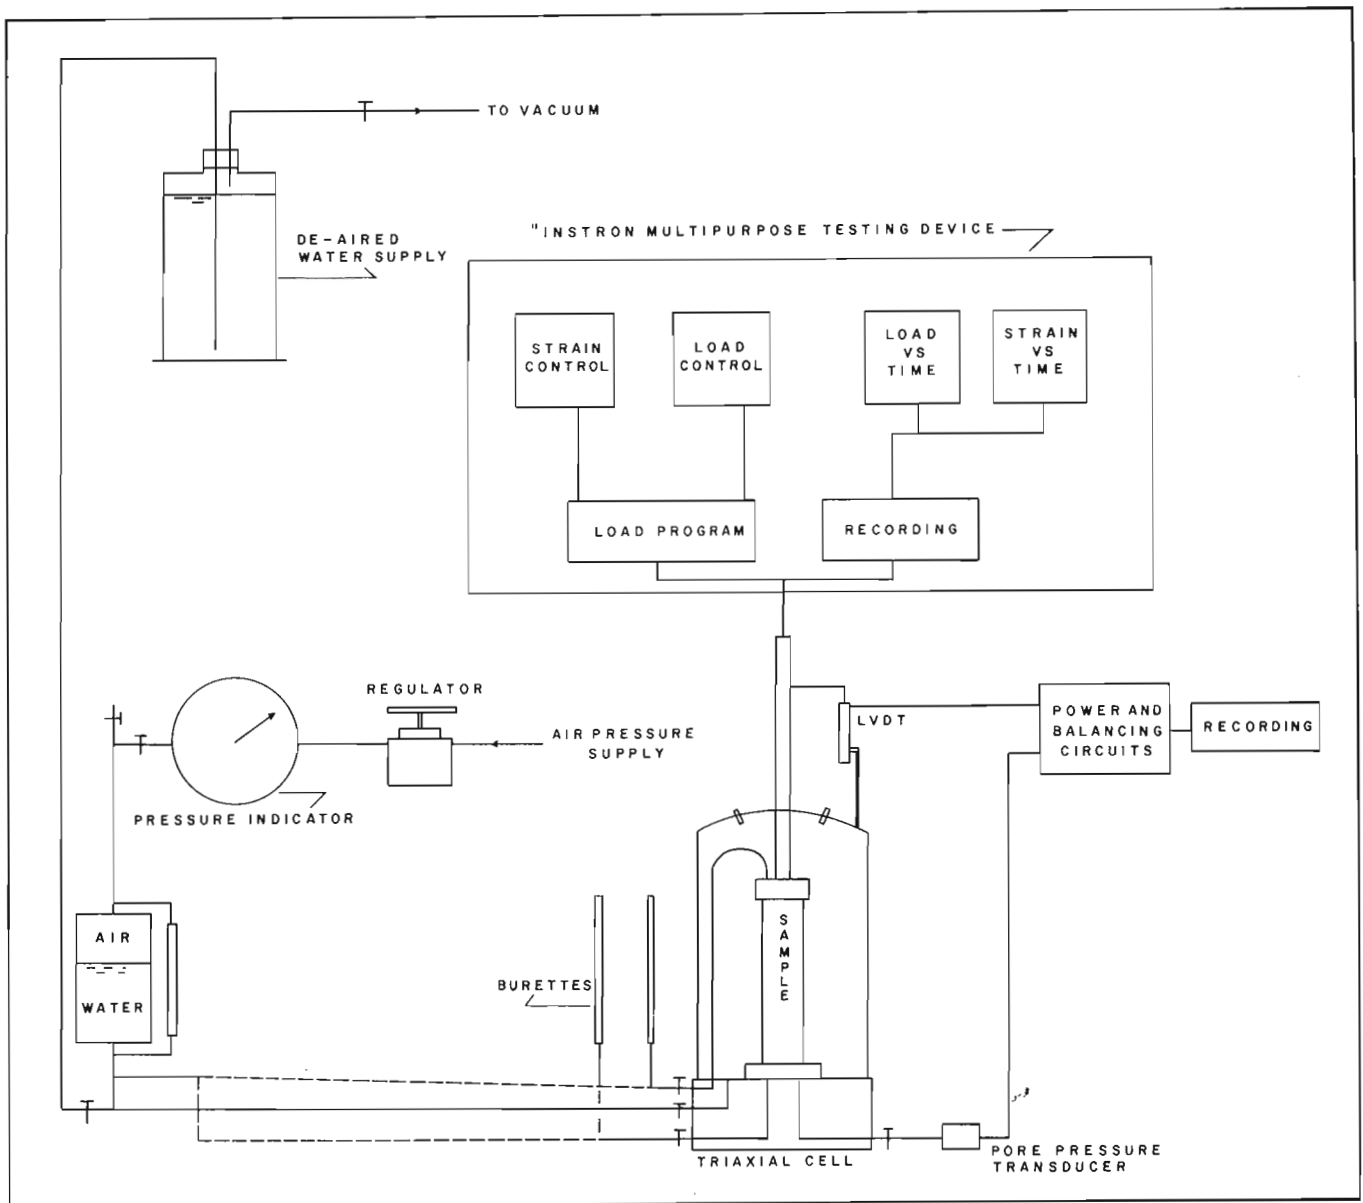 TO VACUUM
DE-AIRED
WATER SUPPLY
"INSTRON MULTIPURPOSE TESTING DEVICE
STRAIN
CONTROL
LOAD
CONTROL
LOAD
VS
TIME
STRAIN
VS
TIME
LOAD PROGRAM
RECORDING
REGULATOR
AIR PRESSURE
SUPPLY
PRESSURE INDICATOR
LVDT
POWER AND
BALANCING
CIRCUITS
RECORDING
AIR
WATER
BURETTES
SAMPLE
TRIAXIAL CELL
PORE PRESSURE
TRANSDUCER